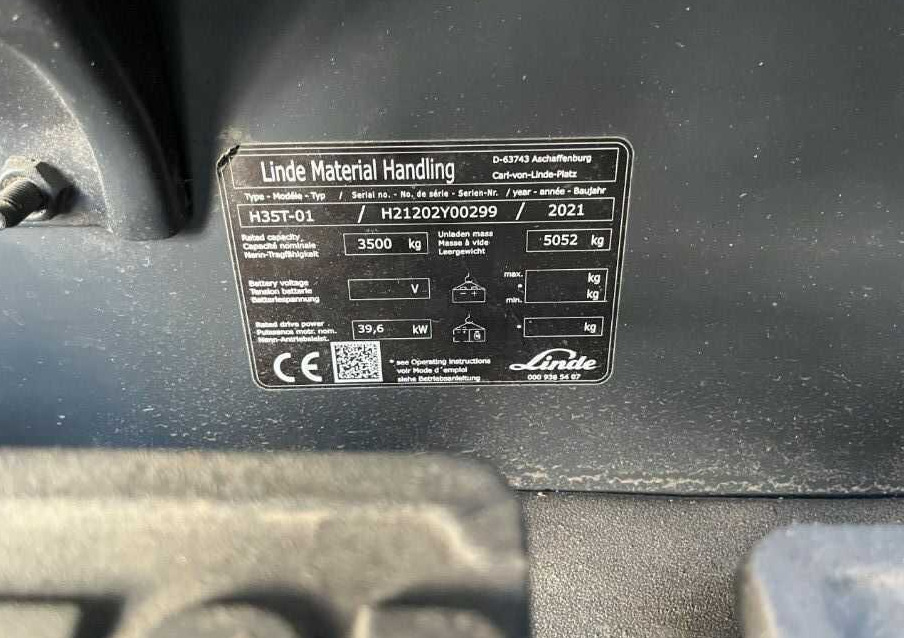 Linde Material Handling
D-63743 Aschaffenburg
Carl-von-Linde-Platz
Type - Modèle - Typ / Serial no. - No. de série - Serien-Nr. / year - année - Baujahr
H35T-01 / H21202Y00299 / 2021
Rated capacity
Capacité nominale
Nenn-Tragfähigkeit
3500 kg
Unladen mass
Masse à vide
Leergewicht
5052 kg
Battery voltage
Tension batterie
Batteriespannung
V
max. kg
*
min. kg
Rated drive power
Puissance motr. nom.
Nenn-Antriebsleist.
39,6 kW
* kg
CE
* see Operating instructions
voir Mode d'emploi
siehe Betriebsanleitung
Linde
000 938 54 07